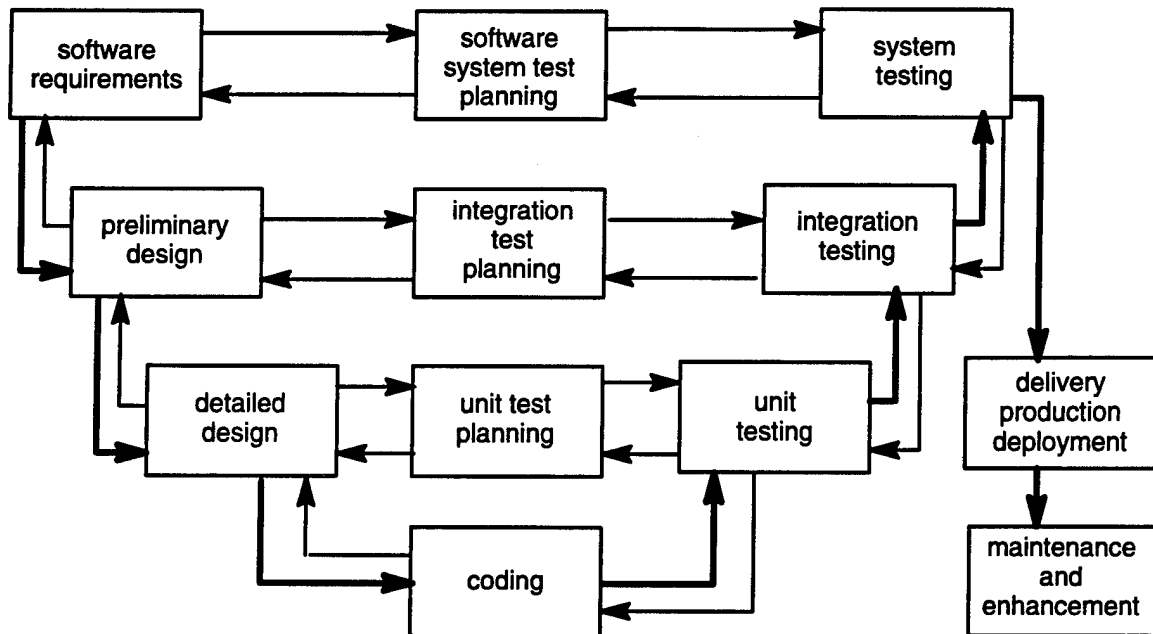 software
requirements
software
system test
planning
system
testing
preliminary
design
integration
test
planning
integration
testing
detailed
design
unit test
planning
unit
testing
delivery
production
deployment
coding
maintenance
and
enhancement